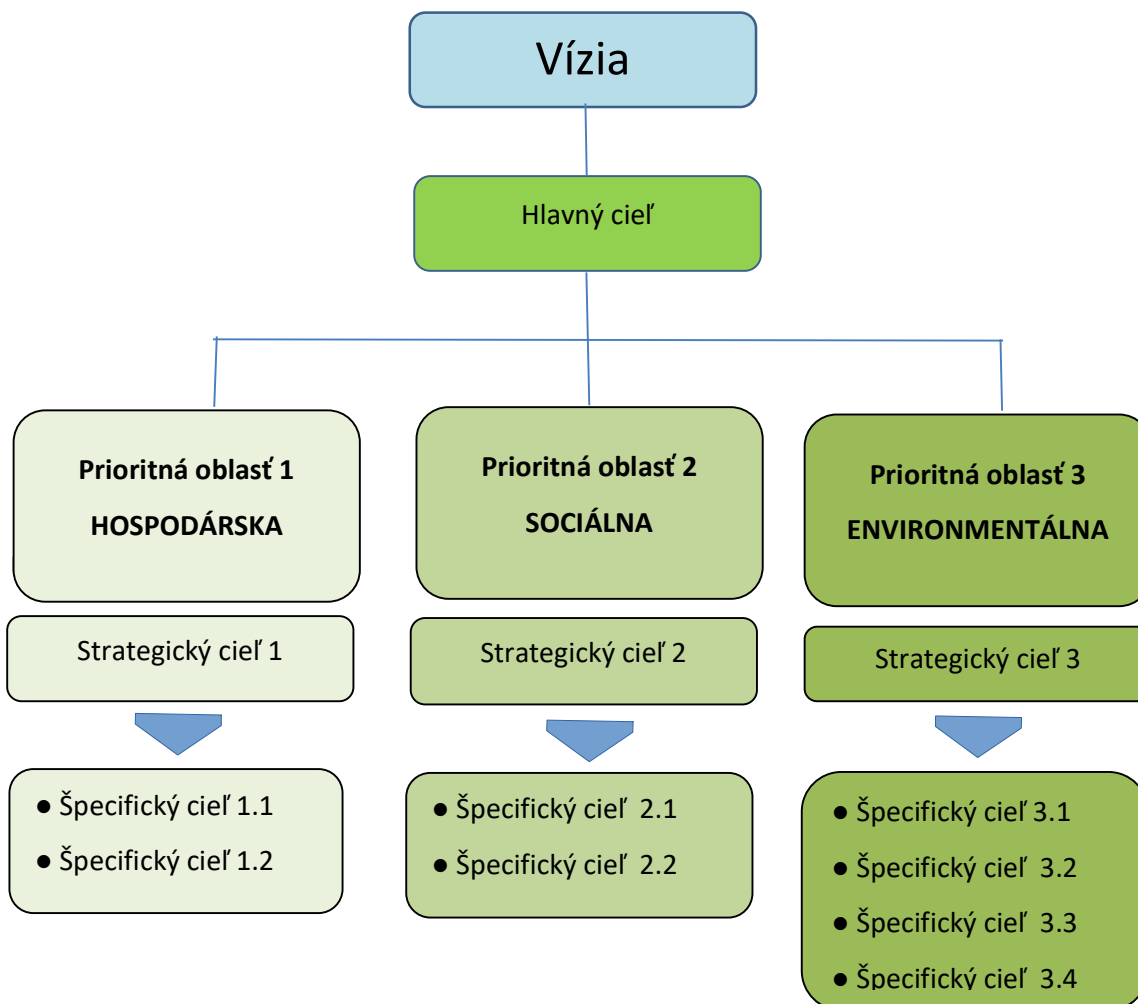 Vízia
Hlavný cieľ
Prioritná oblasť 1
HOSPODÁRSKA
Strategický cieľ 1
● Špecifický cieľ 1.1
● Špecifický cieľ 1.2
Prioritná oblasť 2
SOCIÁLNA
Strategický cieľ 2
● Špecifický cieľ 2.1
● Špecifický cieľ 2.2
Prioritná oblasť 3
ENVIRONMENTÁLNA
Strategický cieľ 3
● Špecifický cieľ 3.1
● Špecifický cieľ 3.2
● Špecifický cieľ 3.3
● Špecifický cieľ 3.4